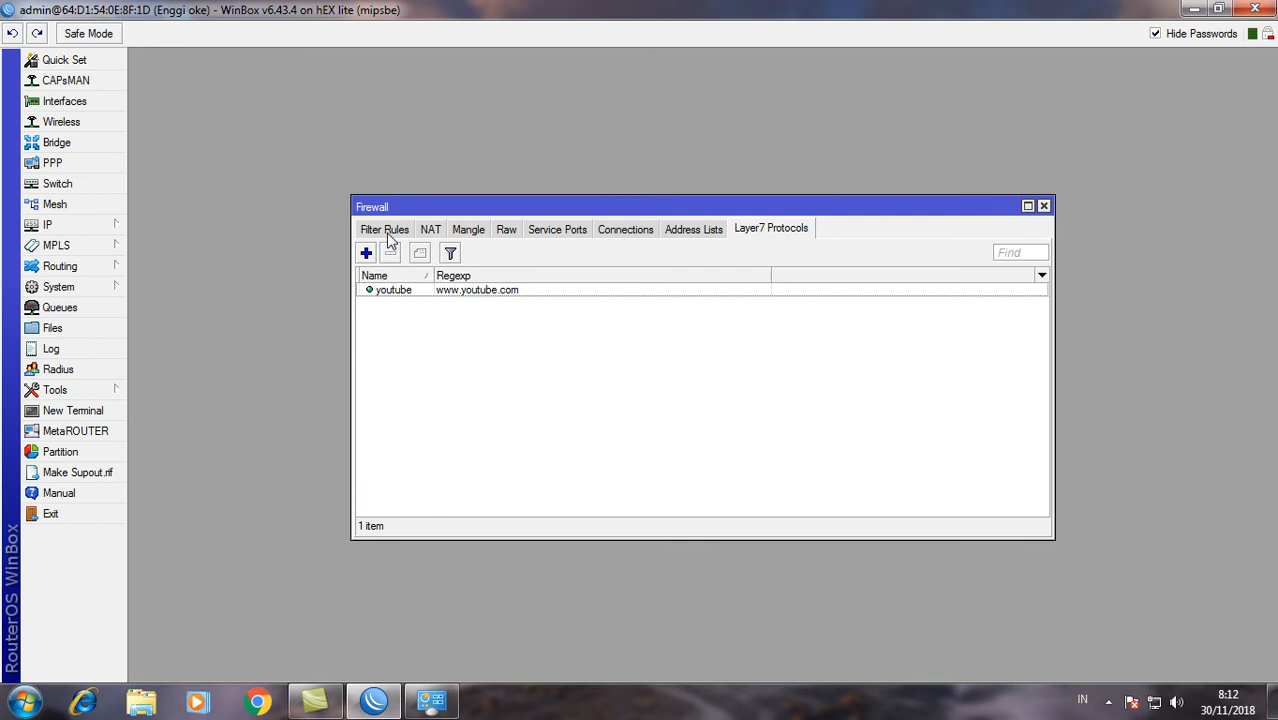 admin@64:D1:54:0E:8F:1D (Enggi oke) - WinBox v6.43.4 on hEX lite (mipsbe)
Safe Mode
Hide Passwords
Quick Set
CAPsMAN
Interfaces
Wireless
Bridge
PPP
Switch
Mesh
IP
MPLS
Routing
System
Queues
Files
Log
Radius
Tools
New Terminal
MetaROUTER
Partition
Make Supout.rif
Manual
Exit
RouterOS WinBox
Firewall
Filter Rules NAT Mangle Raw Service Ports Connections Address Lists Layer7 Protocols
Find
Name Regexp
youtube www.youtube.com
1 item
IN
8:12
30/11/2018